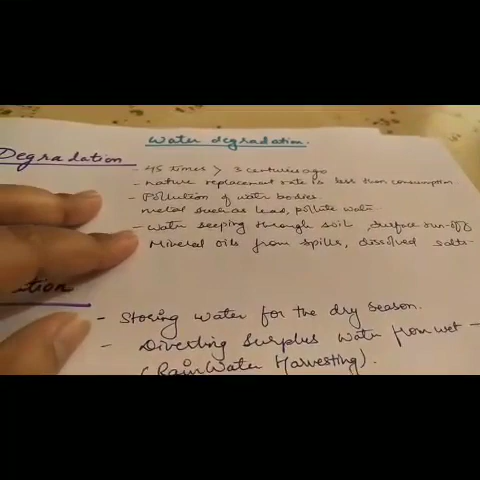 Water degradation.
Degradation
- 45 times > 3 centuries ago
- nature replacement rate is less than consumption.
- Pollution of water bodies
metal such as lead, pollute water
- water seeping through soil, surface run-off
Mineral oils from spills, dissolved salts.
- Storing water for the dry season.
- Diverting surplus water from wet -
(Rain Water Harvesting).